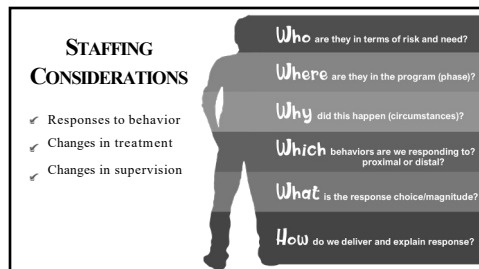 STAFFING
CONSIDERATIONS
Responses to behavior
Changes in treatment
Changes in supervision
Who are they in terms of risk and need?
Where are they in the program (phase)?
Why did this happen (circumstances)?
Which behaviors are we responding to?
proximal or distal?
What is the response choice/magnitude?
How do we deliver and explain response?